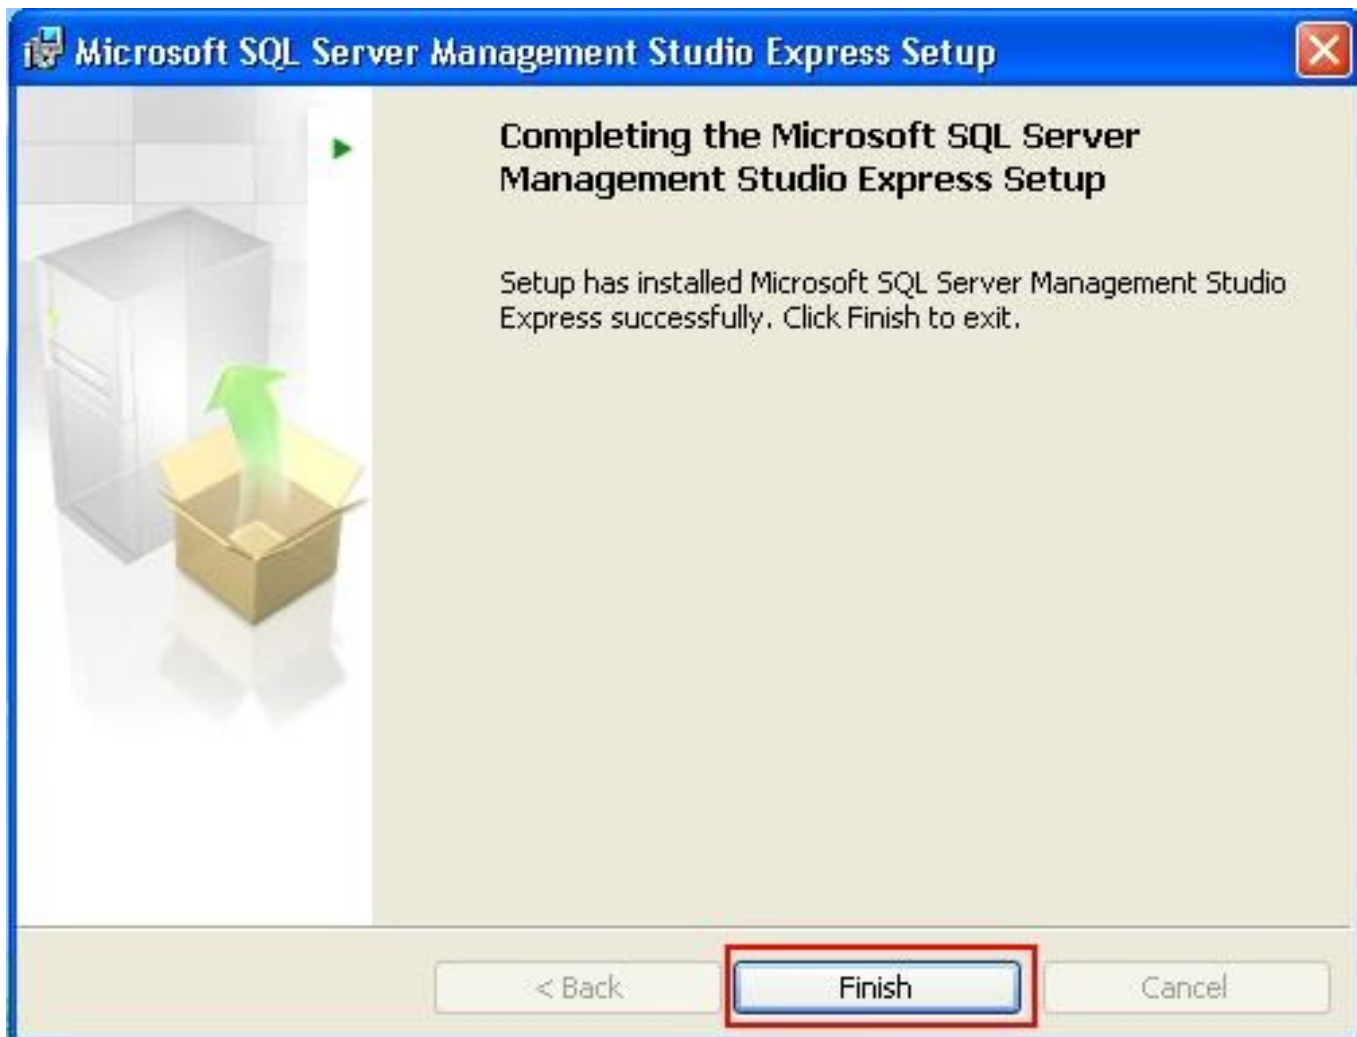 Microsoft SQL Server Management Studio Express Setup
Completing the Microsoft SQL Server
Management Studio Express Setup
Setup has installed Microsoft SQL Server Management Studio
Express successfully. Click Finish to exit.
< Back
Finish
Cancel